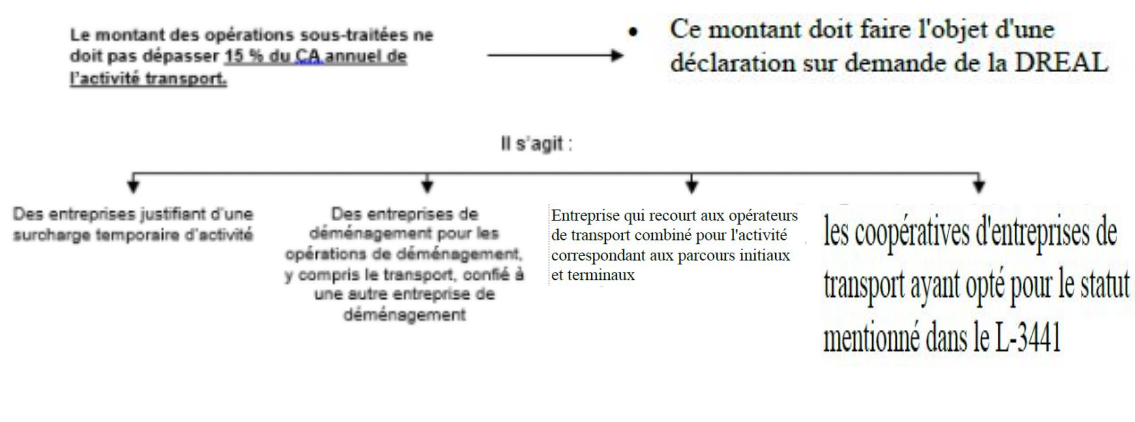 Le montant des opérations sous-traitées ne
doit pas dépasser 15 % du CA annuel de
l'activité transport.
• Ce montant doit faire l'objet d'une
déclaration sur demande de la DREAL
Il s'agit :
Des entreprises justifiant d'une
surcharge temporaire d'activité
Des entreprises de
déménagement pour les
opérations de déménagement,
y compris le transport, confié à
une autre entreprise de
déménagement
Entreprise qui recourt aux opérateurs
de transport combiné pour l'activité
correspondant aux parcours initiaux
et terminaux
les coopératives d'entreprises de
transport ayant opté pour le statut
mentionné dans le L-3441